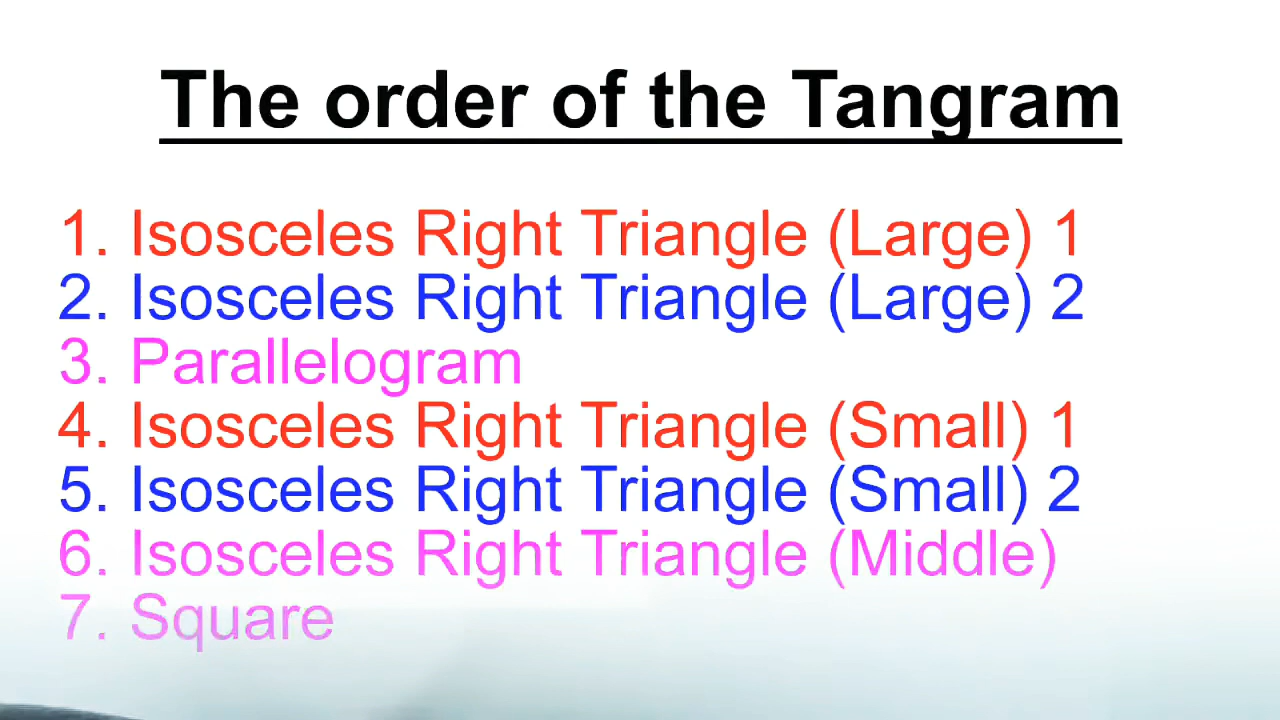 The order of the Tangram
1. Isosceles Right Triangle (Large) 1
2. Isosceles Right Triangle (Large) 2
3. Parallelogram
4. Isosceles Right Triangle (Small) 1
5. Isosceles Right Triangle (Small) 2
6. Isosceles Right Triangle (Middle)
7. Square